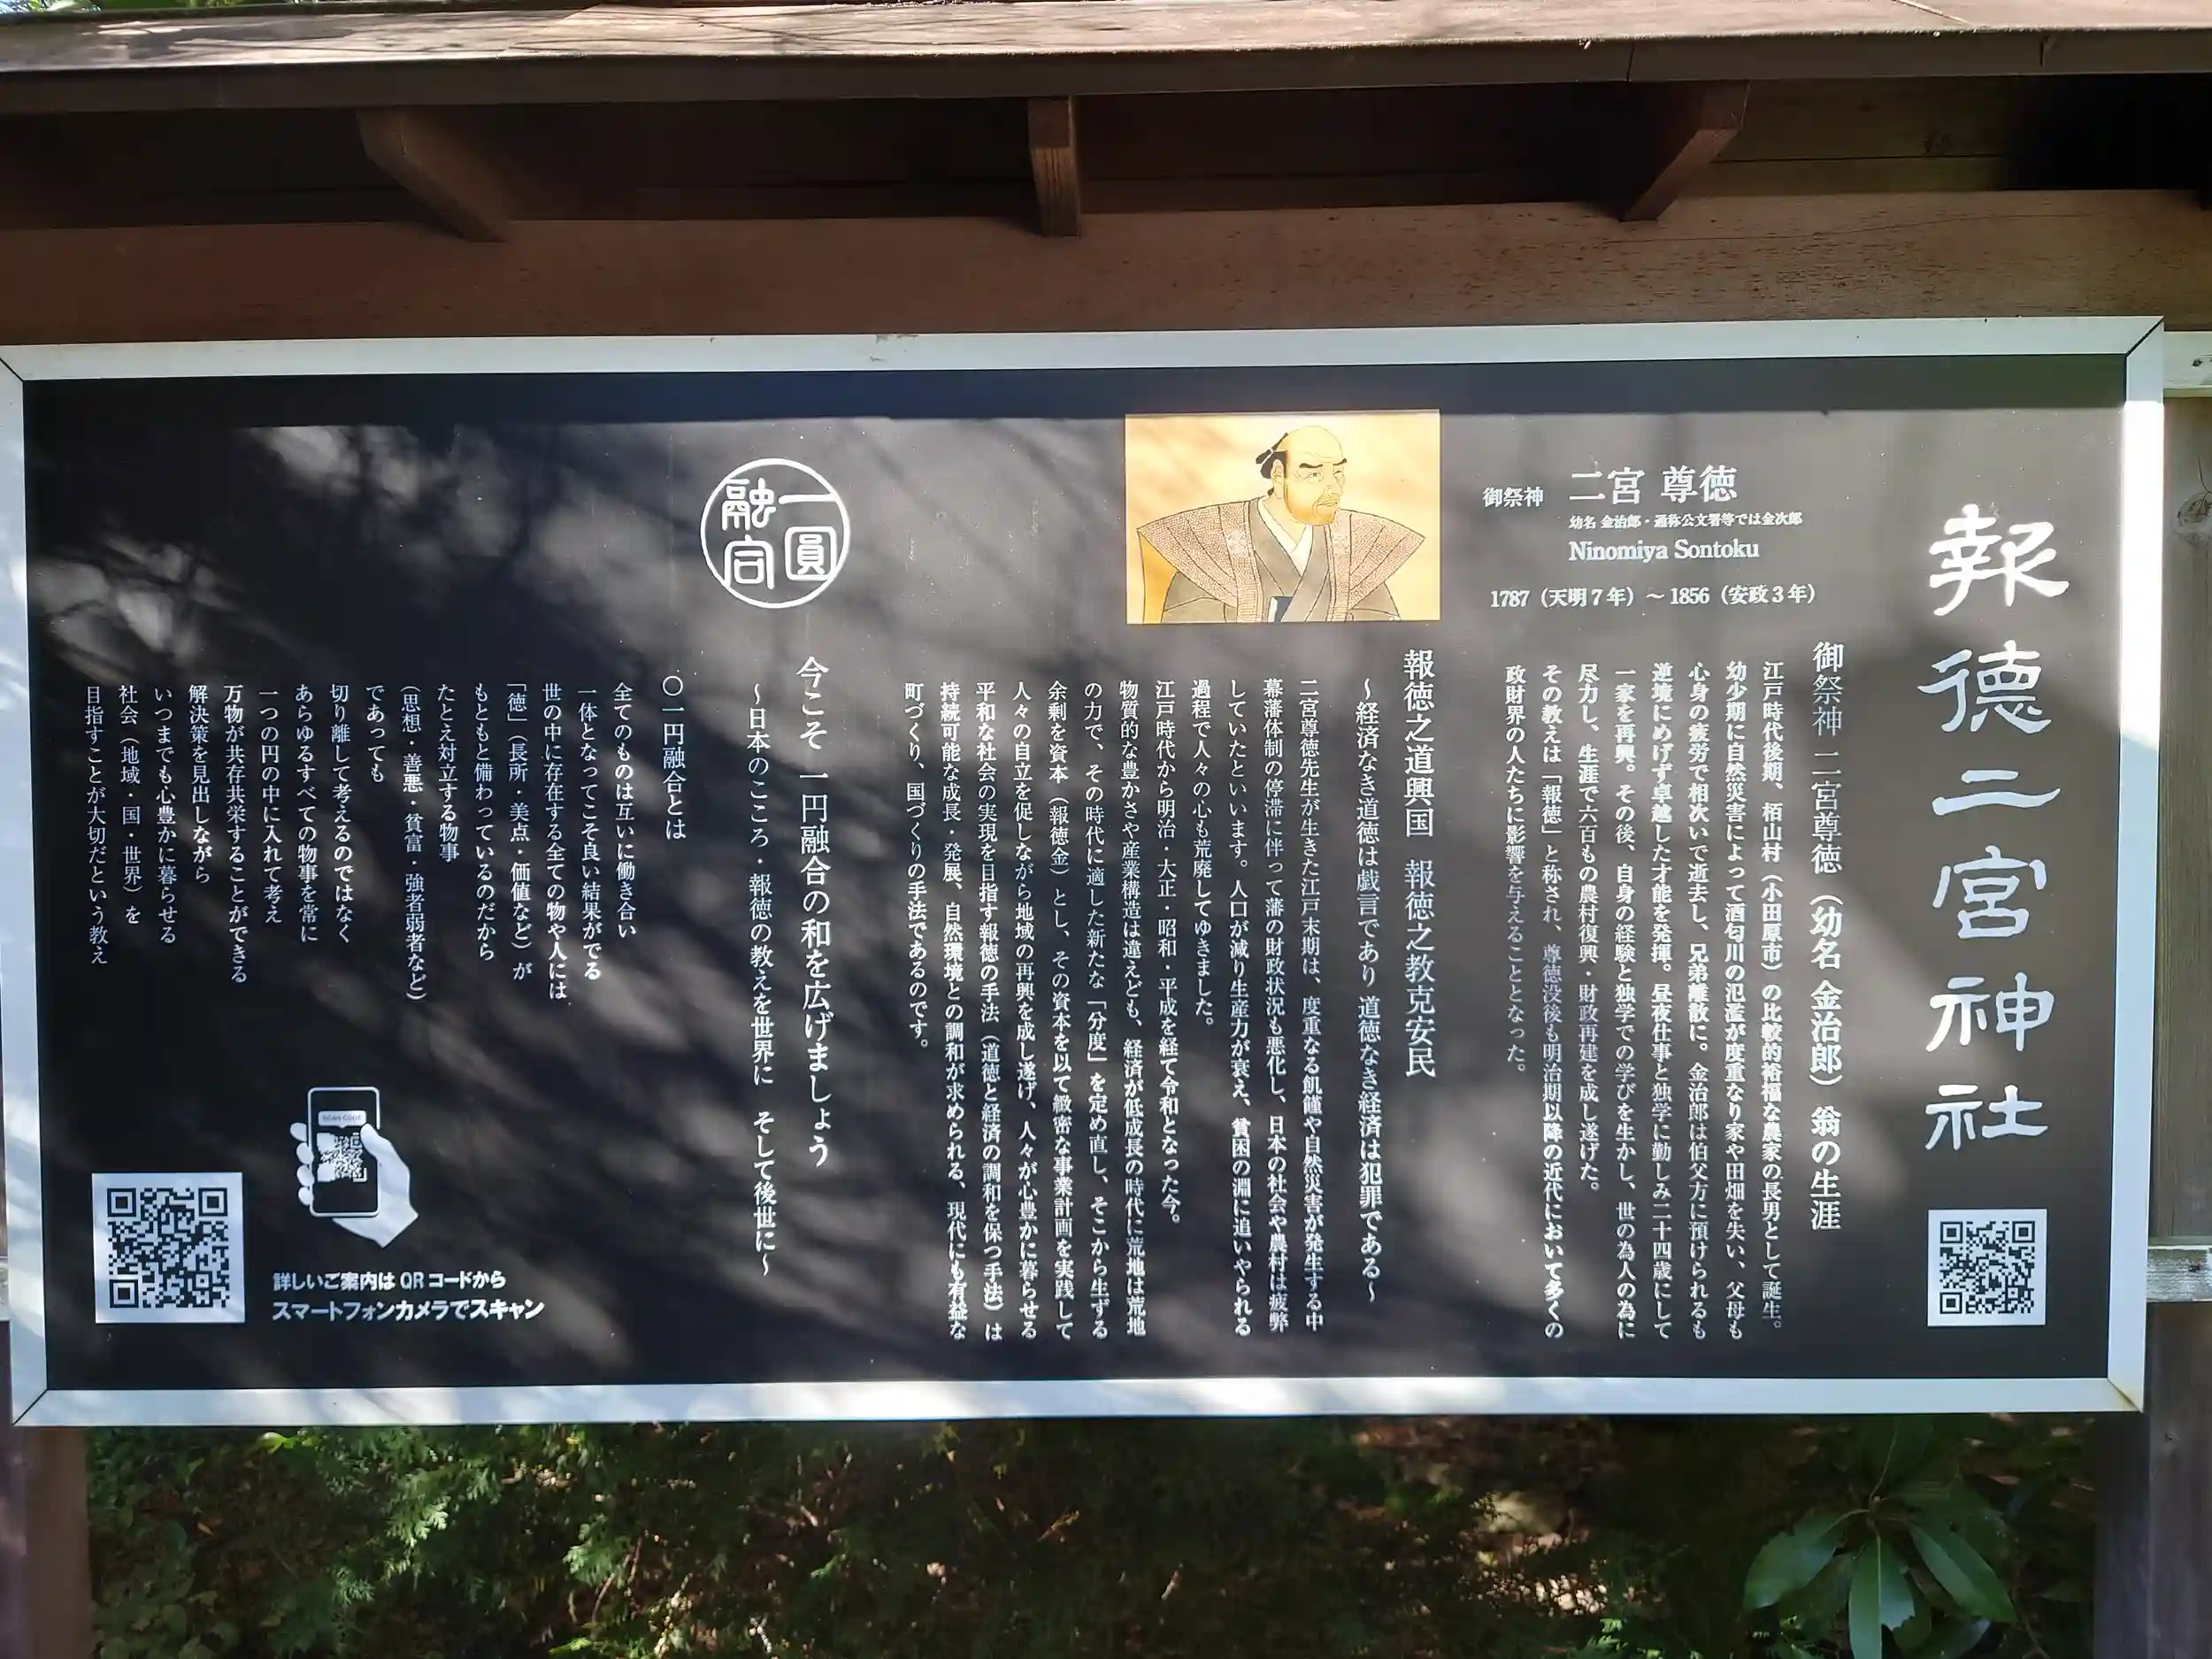 報徳二宮神社
御祭神 二宮 尊徳
幼名 金治郎・通称公文署等では金次郎
Ninomiya Sontoku
1787（天明７年）～ 1856（安政３年）
御祭神 二宮尊徳（幼名 金治郎）翁の生涯
江戸時代後期、栢山村（小田原市）の比較的裕福な農家の長男として誕生。
幼少期に自然災害によって酒匂川の氾濫が度重なり家や田畑を失い、父母も
心身の疲労で相次いで逝去し、兄弟離散に。金治郎は伯父方に預けられるも
逆境にめげず卓越した才能を発揮。昼夜仕事と独学に勤しみ二十四歳にして
一家を再興。その後、自身の経験と独学での学びを生かし、世の為人の為に
尽力し、生涯で六百もの農村復興・財政再建を成し遂げた。
その教えは「報徳」と称され、尊徳没後も明治期以降の近代において多くの
政財界の人たちに影響を与えることとなった。
報徳之道興国 報徳之教克安民
～経済なき道徳は戯言であり 道徳なき経済は犯罪である～
二宮尊徳先生が生きた江戸末期は、度重なる飢饉や自然災害が発生する中
幕藩体制の停滞に伴って藩の財政状況も悪化し、日本の社会や農村は疲弊
していたといいます。人口が減り生産力が衰え、貧困の淵に追いやられる
過程で人々の心も荒廃してゆきました。
江戸時代から明治・大正・昭和・平成を経て令和となった今。
物質的な豊かさや産業構造は違えども、経済が低成長の時代に荒地は荒地
の力で、その時代に適した新たな「分度」を定め直し、そこから生ずる
余剰を資本（報徳金）とし、その資本を以て緻密な事業計画を実践して
人々の自立を促しながら地域の再興を成し遂げ、人々が心豊かに暮らせる
平和な社会の実現を目指す報徳の手法（道徳と経済の調和を保つ手法）は
持続可能な成長・発展、自然環境との調和が求められる、現代にも有益な
町づくり、国づくりの手法であるのです。
一圓融合
今こそ 一円融合の和を広げましょう
～日本のこころ・報徳の教えを世界に そして後世に～
〇一円融合とは
全てのものは互いに働き合い
一体となってこそ良い結果がでる
世の中に存在する全ての物や人には
「徳」（長所・美点・価値など）が
もともと備わっているのだから
たとえ対立する物事
（思想・善悪・貧富・強者弱者など）
であっても
切り離して考えるのではなく
あらゆるすべての物事を常に
一つの円の中に入れて考え
万物が共存共栄することができる
解決策を見出しながら
いつまでも心豊かに暮らせる
社会（地域・国・世界）を
目指すことが大切だという教え
SCAN CODE
詳しいご案内は QR コードから
スマートフォンカメラでスキャン